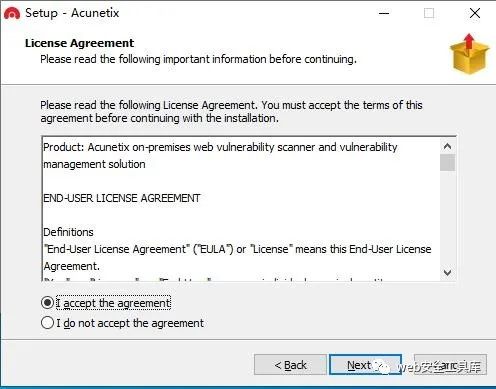 Setup - Acunetix
License Agreement
Please read the following important information before continuing.
Please read the following License Agreement. You must accept the terms of this
agreement before continuing with the installation.
Product: Acunetix on-premises web vulnerability scanner and vulnerability
management solution
END-USER LICENSE AGREEMENT
Definitions
"End-User License Agreement" ("EULA") or "License" means this End-User License
Agreement.
I accept the agreement
I do not accept the agreement
< Back
Next
web安全工具库